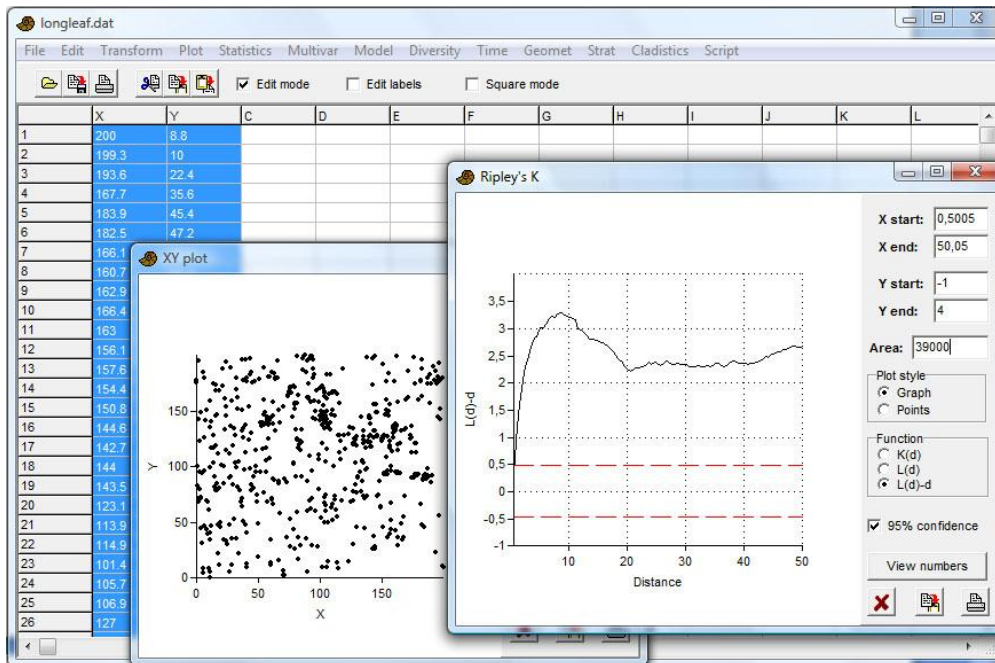 longleaf.dat
File Edit Transform Plot Statistics Multivar Model Diversity Time Geomet Strat Cladistics Script
Edit mode Edit labels Square mode
X Y C D E F G H I J K L
1 200 8.8
2 199.3 10
3 193.6 22.4
4 167.7 35.6
5 183.9 45.4
6 182.5 47.2
7 166.1
8 160.7
9 162.9
10 166.4
11 163
12 156.1
13 157.6
14 154.4
15 150.8
16 144.6
17 142.7
18 144
19 143.5
20 123.1
21 113.9
22 114.9
23 101.4
24 105.7
25 106.9
26 127
XY plot
150
100
50
0
Y
0 50 100 150
X
Ripley's K
3,5
3
2,5
2
1,5
1
0,5
0
-0,5
-1
L(d)-d
10 20 30 40 50
Distance
X start: 0,5005
X end: 50,05
Y start: -1
Y end: 4
Area: 39000
Plot style
Graph
Points
Function
K(d)
L(d)
L(d)-d
95% confidence
View numbers